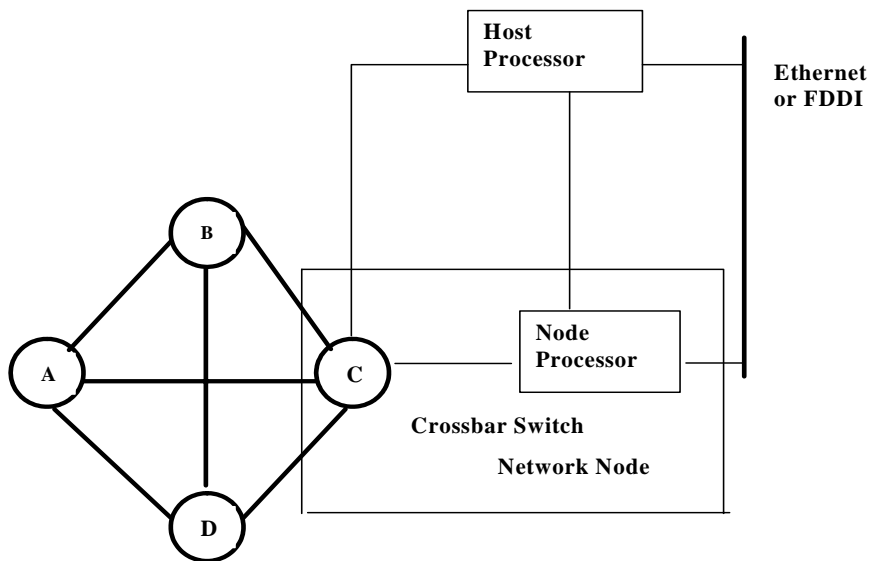 Host
Processor
Ethernet
or FDDI
B
Node
Processor
A
C
Crossbar Switch
Network Node
D